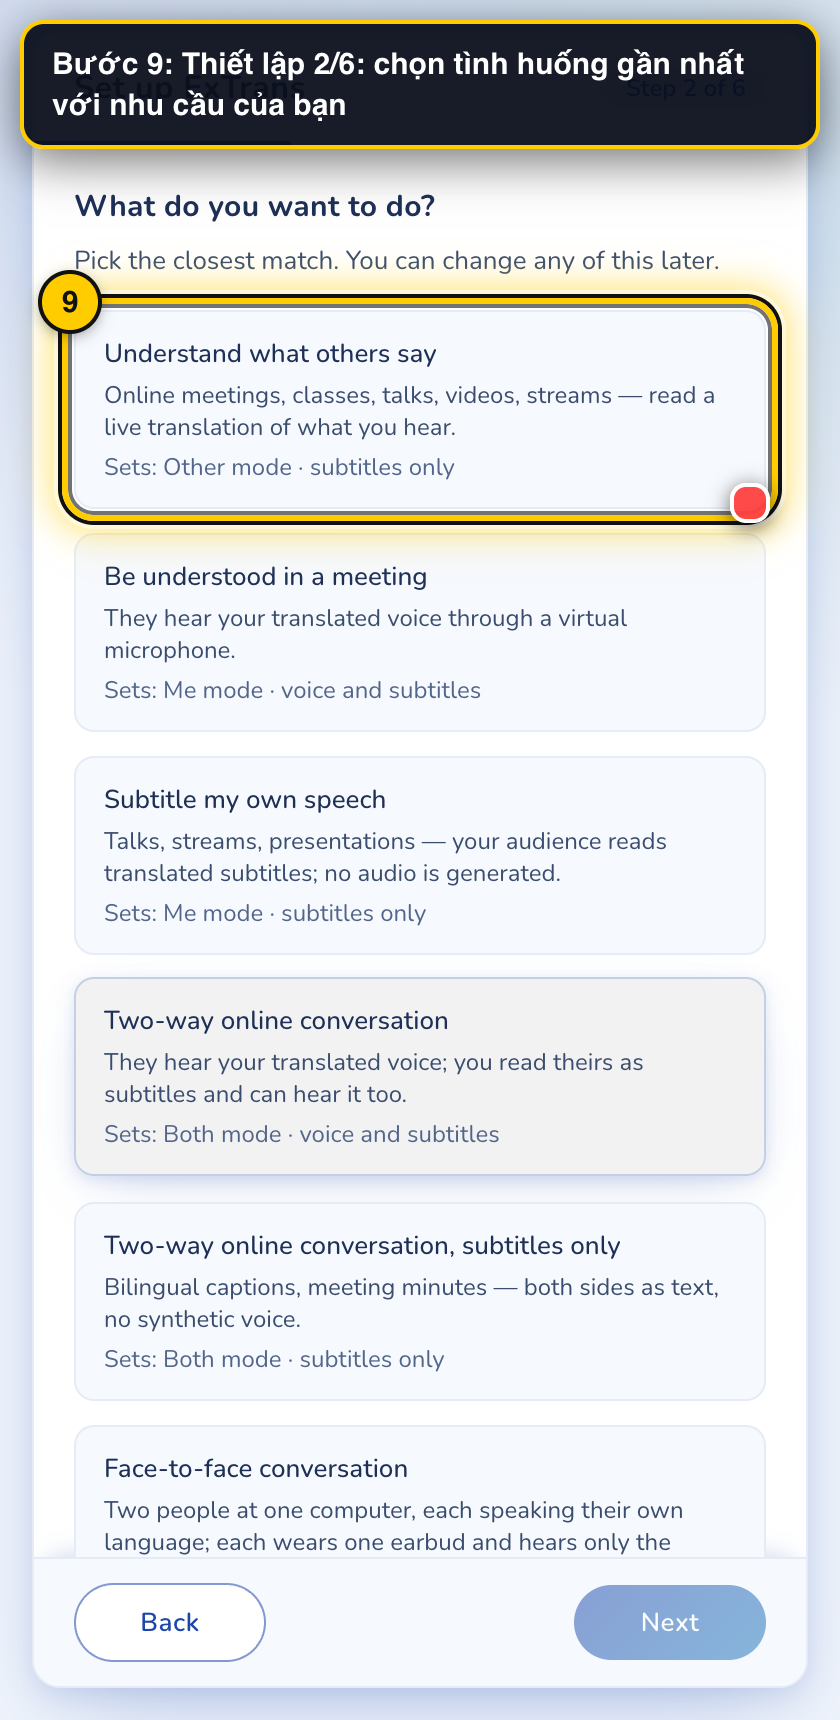 Bước 9: Thiết lập 2/6: chọn tình huống gần nhất
với nhu cầu của bạn
Set up ExTrans
Step 2 of 6
What do you want to do?
Pick the closest match. You can change any of this later.
9
Understand what others say
Online meetings, classes, talks, videos, streams — read a
live translation of what you hear.
Sets: Other mode · subtitles only
Be understood in a meeting
They hear your translated voice through a virtual
microphone.
Sets: Me mode · voice and subtitles
Subtitle my own speech
Talks, streams, presentations — your audience reads
translated subtitles; no audio is generated.
Sets: Me mode · subtitles only
Two-way online conversation
They hear your translated voice; you read theirs as
subtitles and can hear it too.
Sets: Both mode · voice and subtitles
Two-way online conversation, subtitles only
Bilingual captions, meeting minutes — both sides as text,
no synthetic voice.
Sets: Both mode · subtitles only
Face-to-face conversation
Two people at one computer, each speaking their own
language; each wears one earbud and hears only the
Back
Next